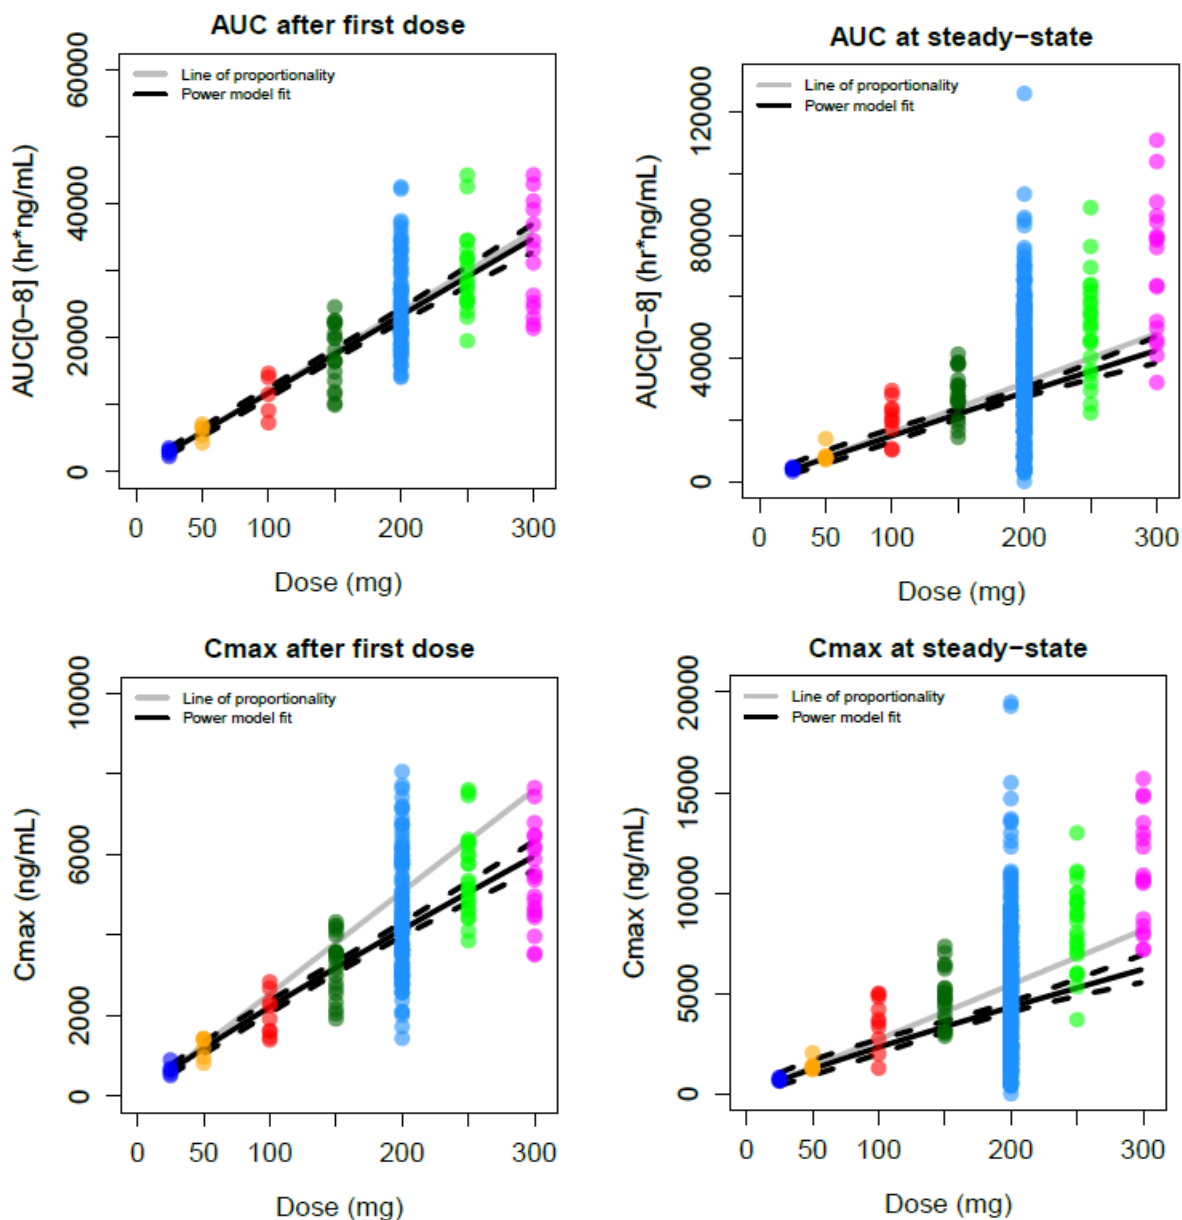 AUC after first dose
Line of proportionality
Power model fit
AUC[0−8] (hr*ng/mL)
60000
40000
20000
0
0 50 100 200 300
Dose (mg)
AUC at steady−state
Line of proportionality
Power model fit
AUC[0−8] (hr*ng/mL)
120000
80000
40000
0
0 50 100 200 300
Dose (mg)
Cmax after first dose
Line of proportionality
Power model fit
Cmax (ng/mL)
10000
6000
2000
0
0 50 100 200 300
Dose (mg)
Cmax at steady−state
Line of proportionality
Power model fit
Cmax (ng/mL)
20000
15000
10000
5000
0
0 50 100 200 300
Dose (mg)